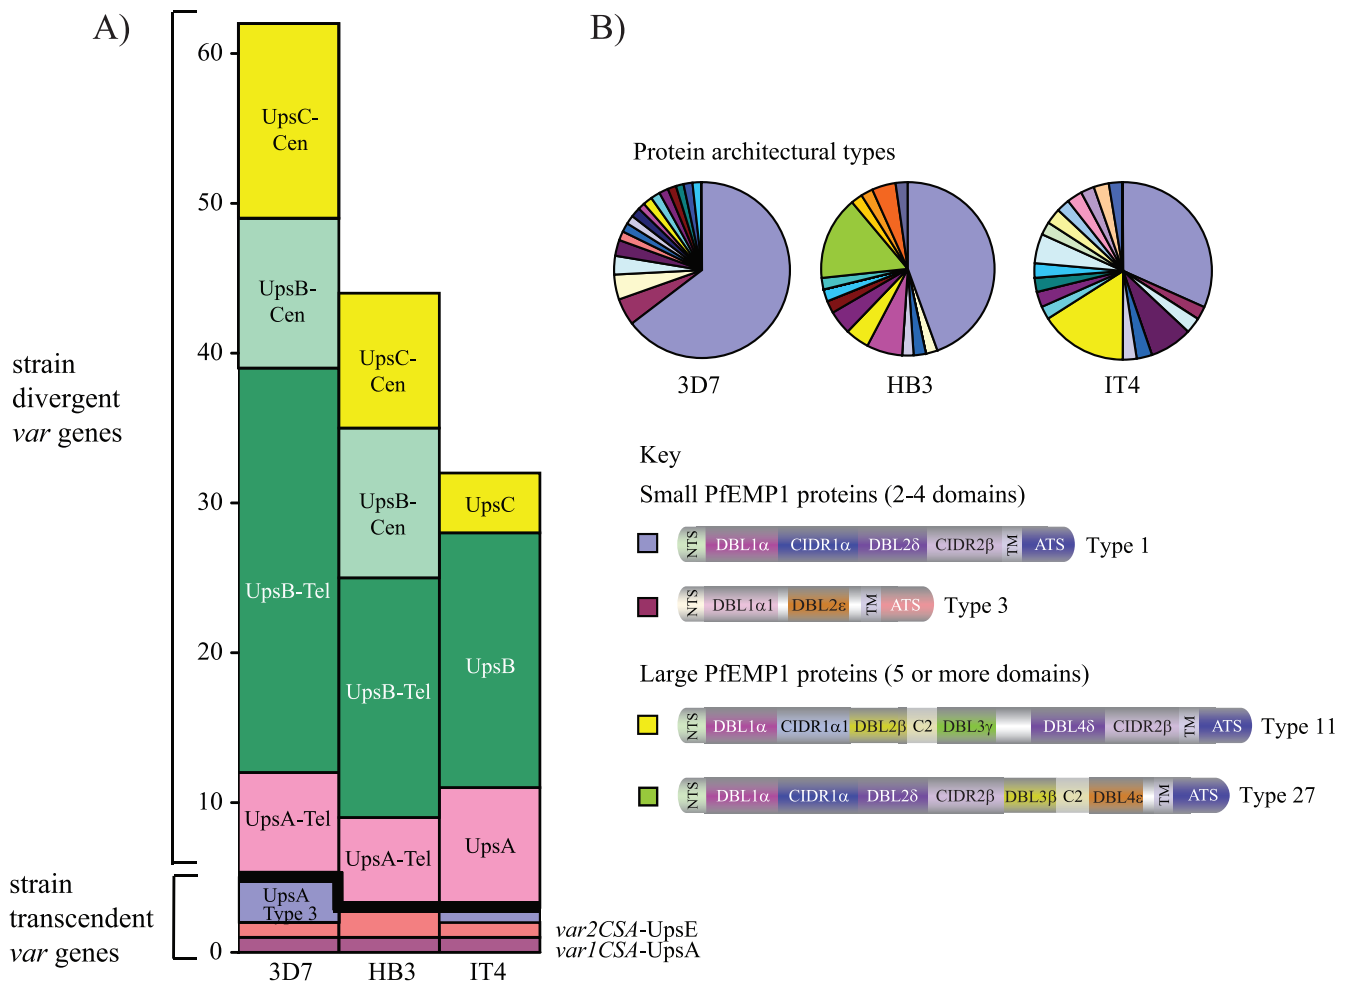 A)
60
50
40
30
20
10
0
strain
divergent
var genes
strain
transcendent
var genes
UpsC-
Cen
UpsB-
Cen
UpsB-Tel
UpsA-Tel
UpsA
Type 3
UpsC-
Cen
UpsB-
Cen
UpsB-Tel
UpsA-Tel
UpsC
UpsB
UpsA
var2CSA-UpsE
var1CSA-UpsA
3D7
HB3
IT4
B)
Protein architectural types
3D7
HB3
IT4
Key
Small PfEMP1 proteins (2-4 domains)
NTS DBL1α CIDR1α DBL2δ CIDR2β TM ATS Type 1
NTS DBL1α1 DBL2ε TM ATS Type 3
Large PfEMP1 proteins (5 or more domains)
NTS DBL1α CIDR1α1 DBL2β C2 DBL3γ DBL4δ CIDR2β TM ATS Type 11
NTS DBL1α CIDR1α DBL2δ CIDR2β DBL3β C2 DBL4ε TM ATS Type 27